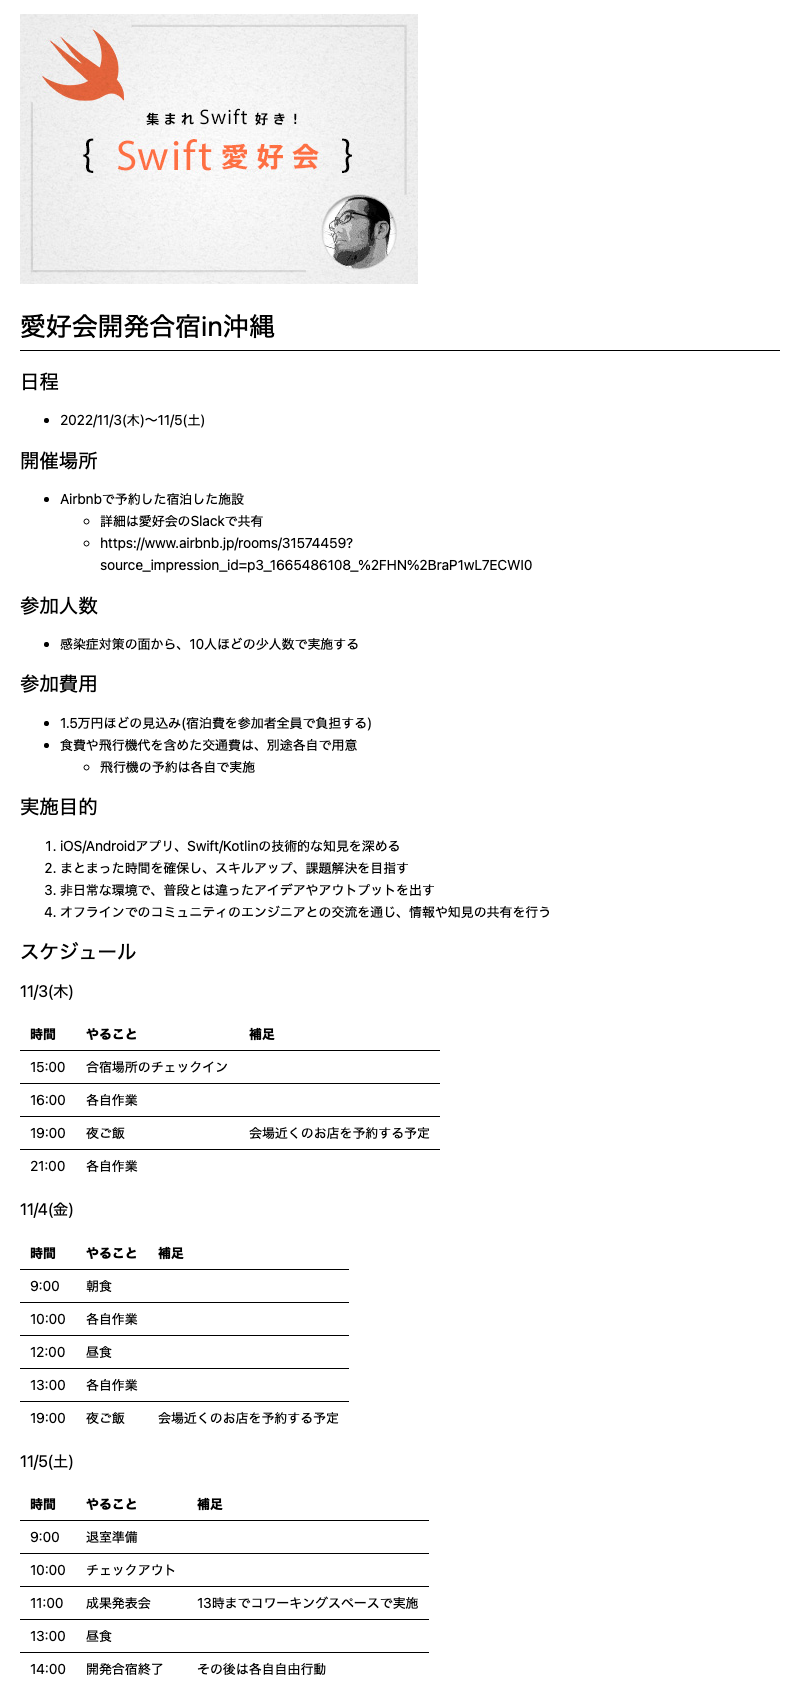 集まれ Swift 好き！
{ Swift 愛好会 }
愛好会開発合宿in沖縄
日程
• 2022/11/3(木)〜11/5(土)
開催場所
• Airbnbで予約した宿泊した施設
◦ 詳細は愛好会のSlackで共有
◦ https://www.airbnb.jp/rooms/31574459?
source_impression_id=p3_1665486108_%2FHN%2BraP1wL7ECWI0
参加人数
• 感染症対策の面から、10人ほどの少人数で実施する
参加費用
• 1.5万円ほどの見込み(宿泊費を参加者全員で負担する)
• 食費や飛行機代を含めた交通費は、別途各自で用意
◦ 飛行機の予約は各自で実施
実施目的
1. iOS/Androidアプリ、Swift/Kotlinの技術的な知見を深める
2. まとまった時間を確保し、スキルアップ、課題解決を目指す
3. 非日常な環境で、普段とは違ったアイデアやアウトプットを出す
4. オフラインでのコミュニティのエンジニアとの交流を通じ、情報や知見の共有を行う
スケジュール
11/3(木)
時間 やること 補足
15:00 合宿場所のチェックイン
16:00 各自作業
19:00 夜ご飯 会場近くのお店を予約する予定
21:00 各自作業
11/4(金)
時間 やること 補足
9:00 朝食
10:00 各自作業
12:00 昼食
13:00 各自作業
19:00 夜ご飯 会場近くのお店を予約する予定
11/5(土)
時間 やること 補足
9:00 退室準備
10:00 チェックアウト
11:00 成果発表会 13時までコワーキングスペースで実施
13:00 昼食
14:00 開発合宿終了 その後は各自自由行動